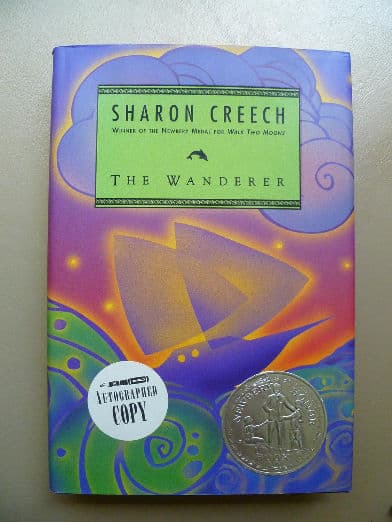 SHARON CREECH
WINNER OF THE NEWBERY MEDAL FOR WALK TWO MOONS
THE WANDERER
AUTOGRAPHED
COPY